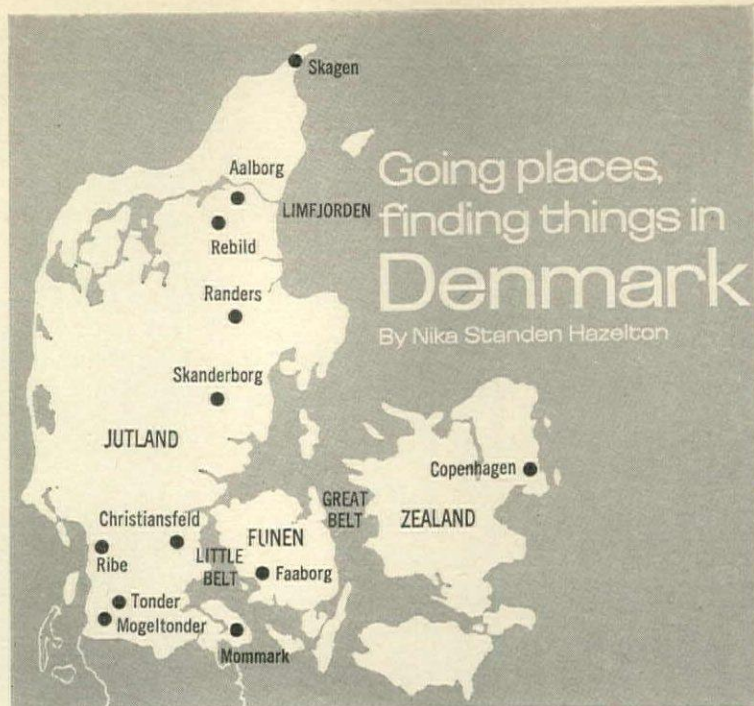 Skagen
Going places,
finding things in
Denmark
By Nika Standen Hazelton
Aalborg
LIMFJORDEN
Rebild
Randers
Skanderborg
JUTLAND
Copenhagen
GREAT
BELT
ZEALAND
Christiansfeld
FUNEN
Ribe
LITTLE
BELT
Faaborg
Tonder
Mogeltonder
Mommark